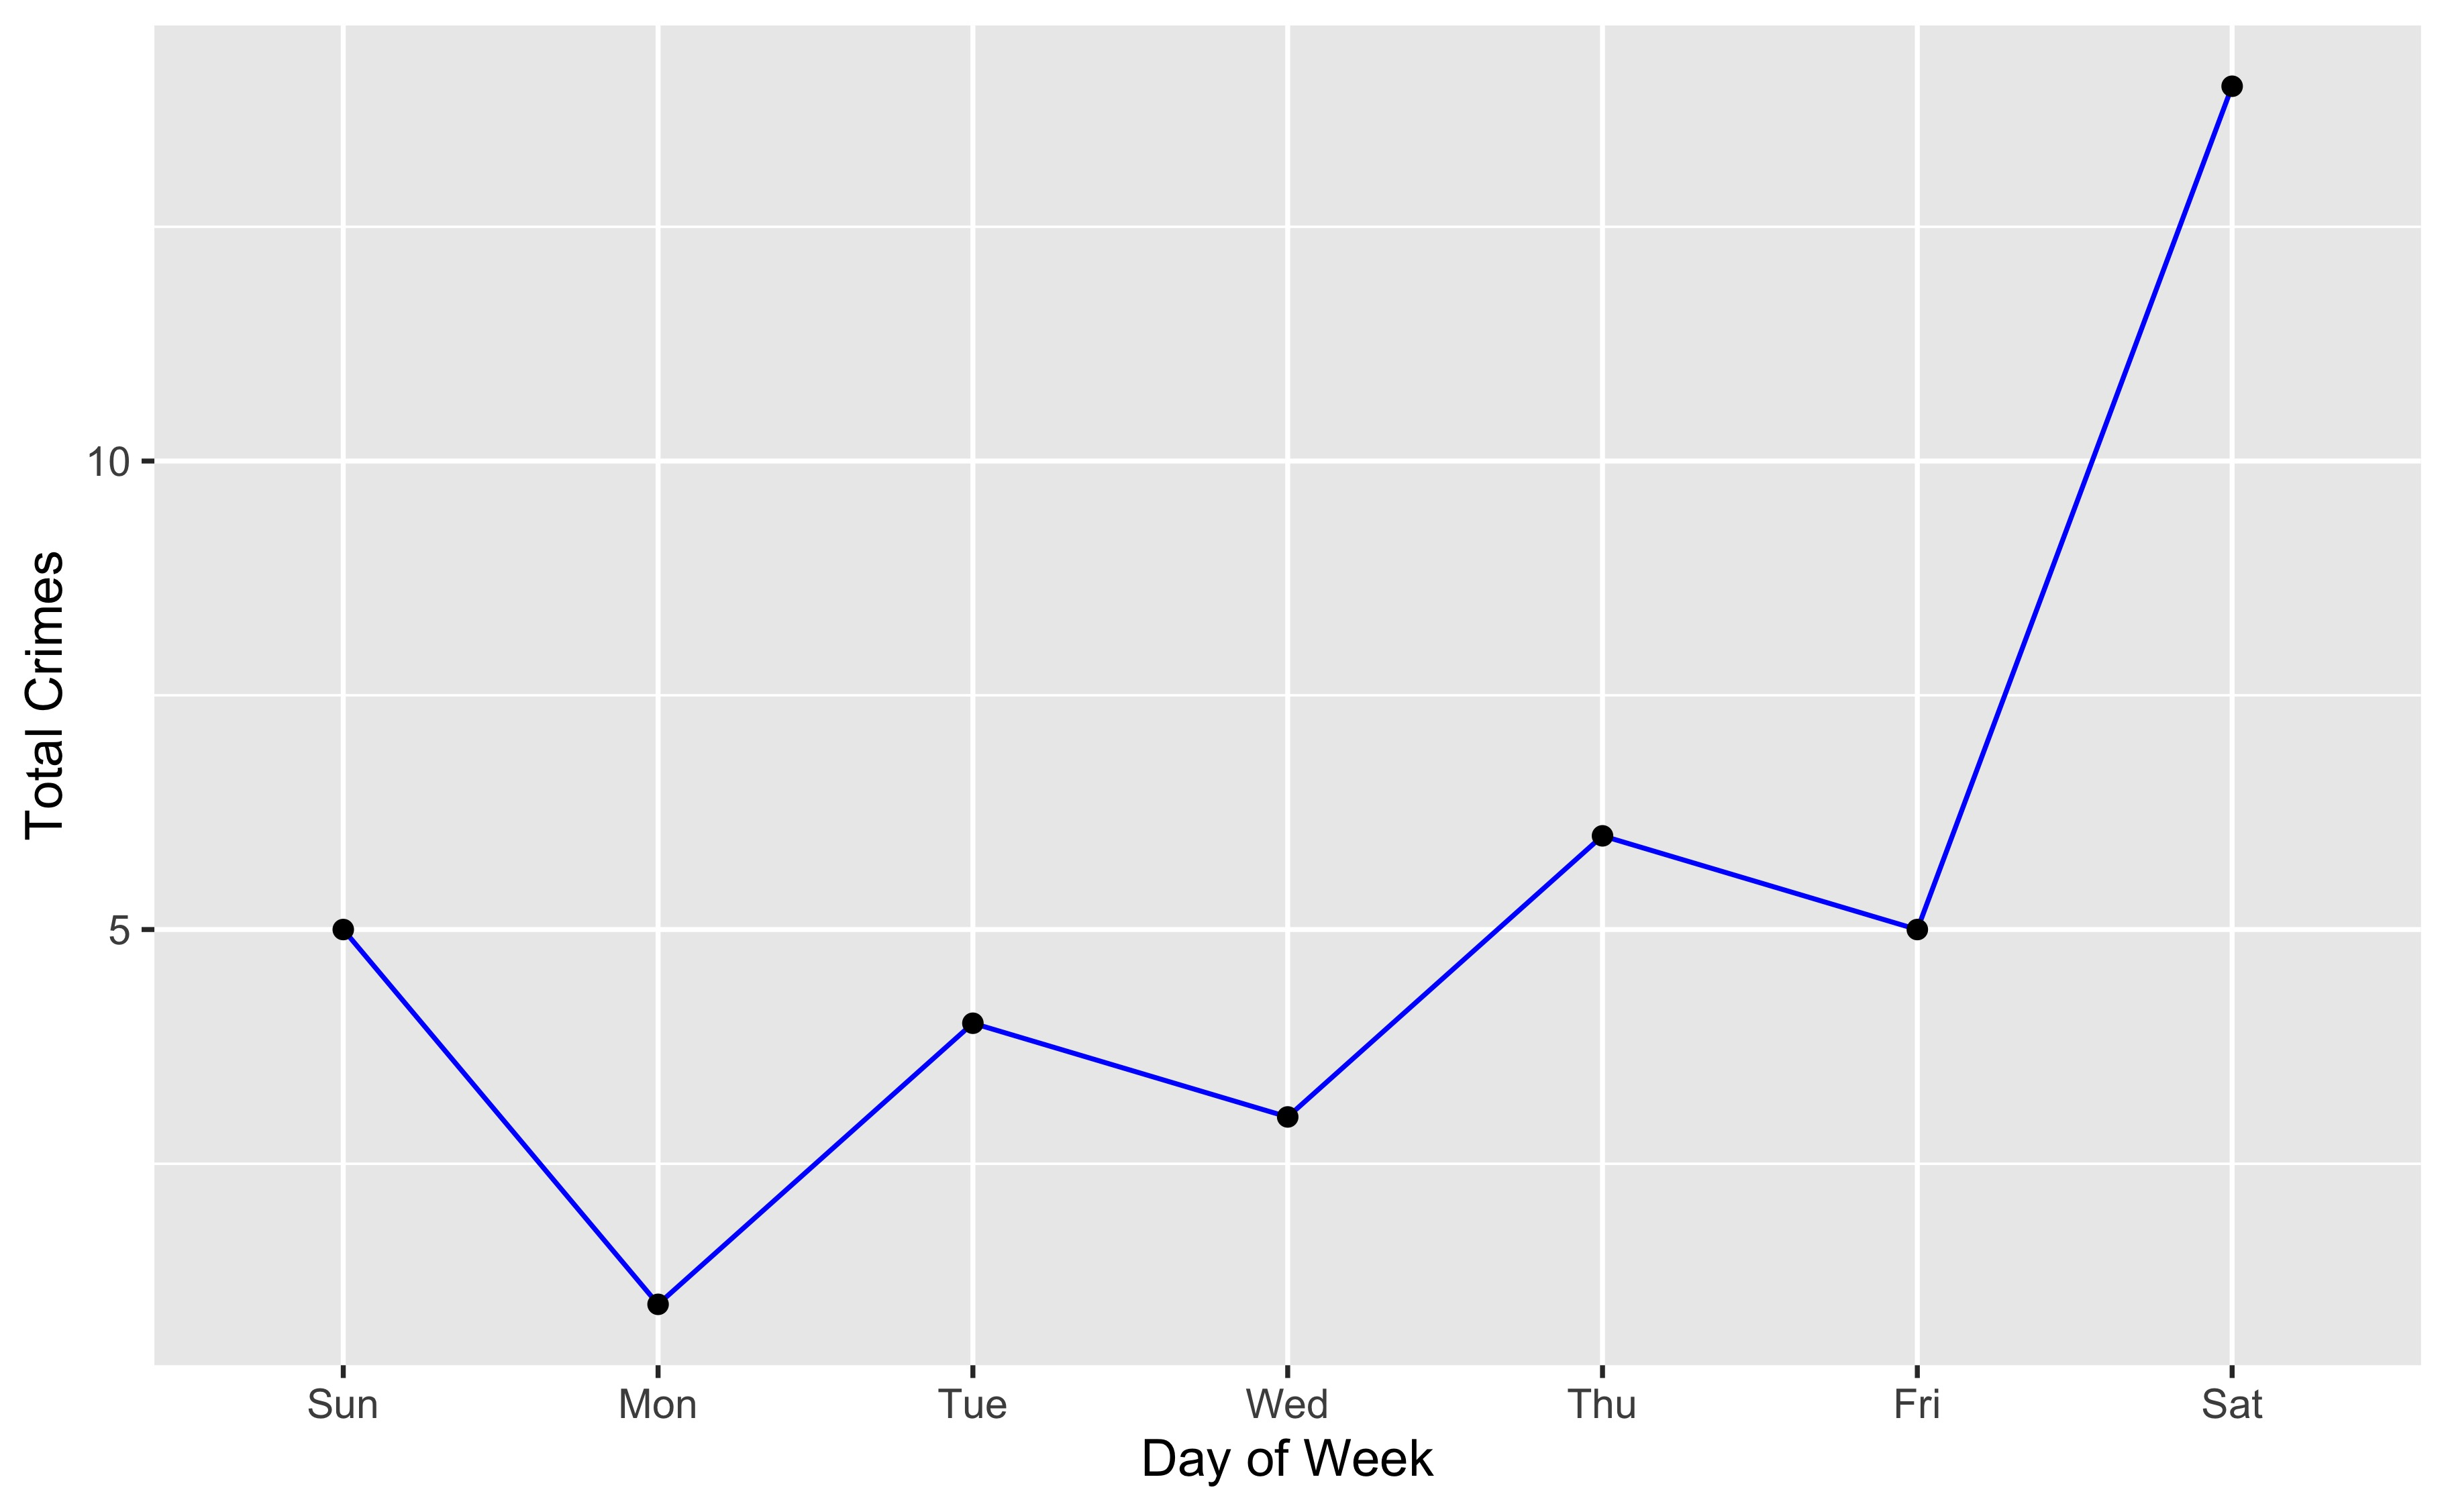 Total Crimes
10
5
Sun Mon Tue Wed Thu Fri Sat
Day of Week